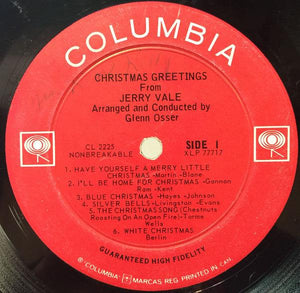 COLUMBIA
CHRISTMAS GREETINGS
From
JERRY VALE
Arranged and Conducted by
Glenn Osser
CL 2225
NONBREAKABLE
SIDE 1
XLP 77717
1. HAVE YOURSELF A MERRY LITTLE
CHRISTMAS -Martin -Blane
2. I'LL BE HOME FOR CHRISTMAS -Gannon
Ram -Kent
3. BLUE CHRISTMAS -Hayes -Johnson
4. SILVER BELLS -Livingston -Evans
5. THE CHRISTMAS SONG (Chestnuts
Roasting On An Open Fire) -Torme
Wells
6. WHITE CHRISTMAS
Berlin
GUARANTEED HIGH FIDELITY
® "COLUMBIA" MARCAS REG. PRINTED IN CAN.